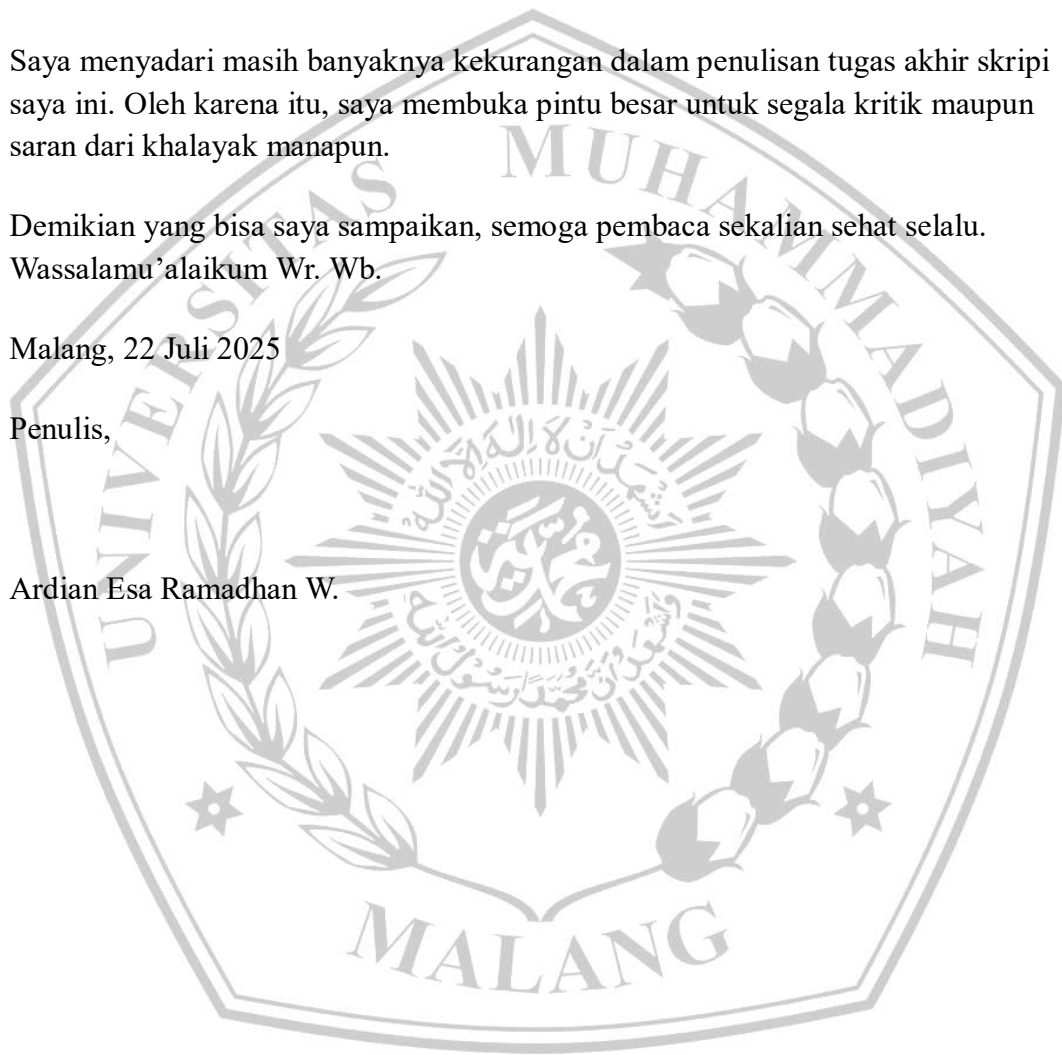 Saya menyadari masih banyaknya kekurangan dalam penulisan tugas akhir skripi
saya ini. Oleh karena itu, saya membuka pintu besar untuk segala kritik maupun
saran dari khalayak manapun.
Demikian yang bisa saya sampaikan, semoga pembaca sekalian sehat selalu.
Wassalamu’alaikum Wr. Wb.
Malang, 22 Juli 2025
Penulis,
Ardian Esa Ramadhan W.
UNIVERSITAS MUHAMMADIYAH
MALANG